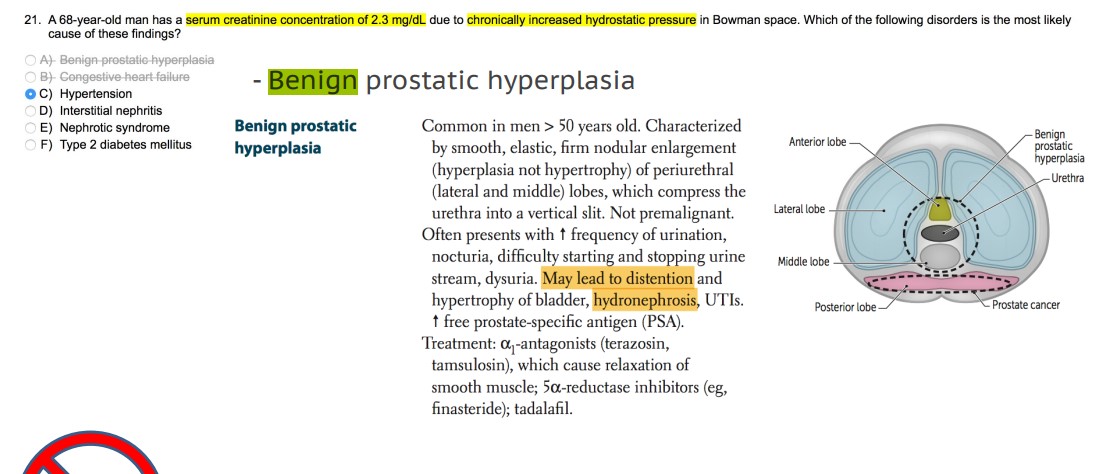 21. A 68-year-old man has a serum creatinine concentration of 2.3 mg/dL due to chronically increased hydrostatic pressure in Bowman space. Which of the following disorders is the most likely
cause of these findings?
A) Benign prostatic hyperplasia
B) Congestive heart failure
C) Hypertension
D) Interstitial nephritis
E) Nephrotic syndrome
F) Type 2 diabetes mellitus
- Benign prostatic hyperplasia
Benign prostatic
hyperplasia
Common in men > 50 years old. Characterized
by smooth, elastic, firm nodular enlargement
(hyperplasia not hypertrophy) of periurethral
(lateral and middle) lobes, which compress the
urethra into a vertical slit. Not premalignant.
Often presents with ↑ frequency of urination,
nocturia, difficulty starting and stopping urine
stream, dysuria. May lead to distention and
hypertrophy of bladder, hydronephrosis, UTIs.
↑ free prostate-specific antigen (PSA).
Treatment: α₁-antagonists (terazosin,
tamsulosin), which cause relaxation of
smooth muscle; 5α-reductase inhibitors (eg,
finasteride); tadalafil.
Anterior lobe
Benign
prostatic
hyperplasia
Urethra
Lateral lobe
Middle lobe
Posterior lobe
Prostate cancer